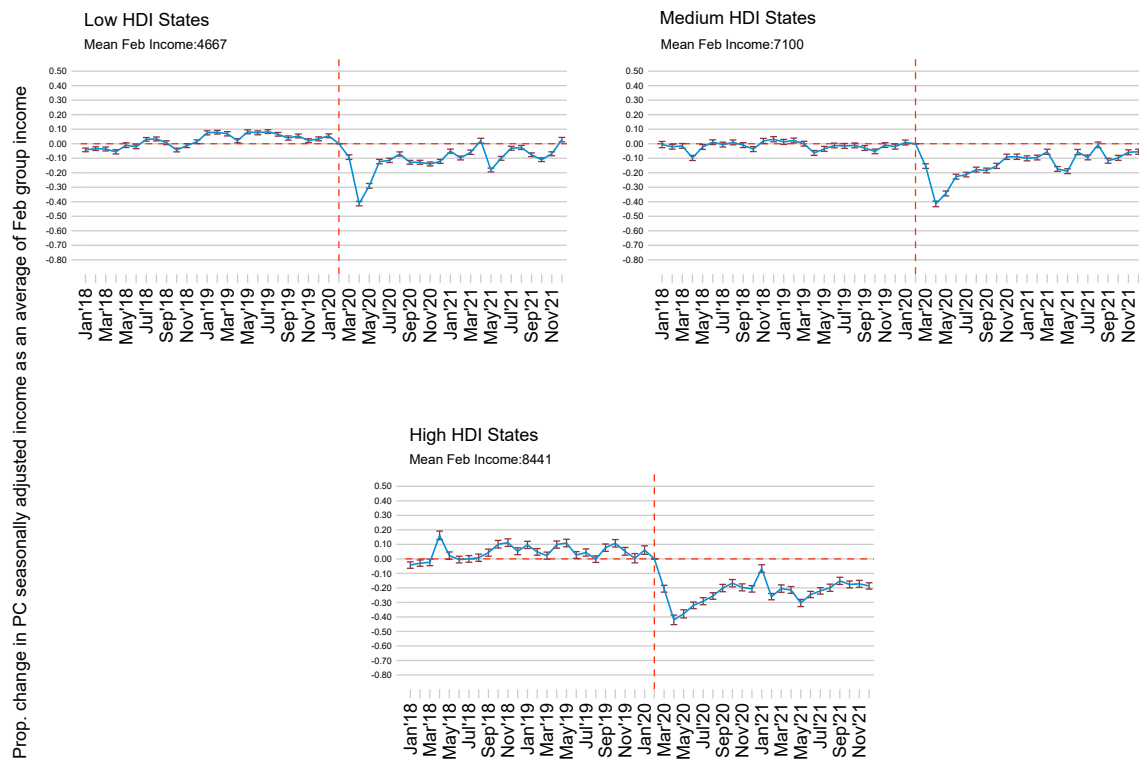 Prop. change in PC seasonally adjusted income as an average of Feb group income
Low HDI States
Mean Feb Income:4667
0.50
0.40
0.30
0.20
0.10
0.00
-0.10
-0.20
-0.30
-0.40
-0.50
-0.60
-0.70
-0.80
Jan'18
Mar'18
May'18
Jul'18
Sep'18
Nov'18
Jan'19
Mar'19
May'19
Jul'19
Sep'19
Nov'19
Jan'20
Mar'20
May'20
Jul'20
Sep'20
Nov'20
Jan'21
Mar'21
May'21
Jul'21
Sep'21
Nov'21
Medium HDI States
Mean Feb Income:7100
0.50
0.40
0.30
0.20
0.10
0.00
-0.10
-0.20
-0.30
-0.40
-0.50
-0.60
-0.70
-0.80
Jan'18
Mar'18
May'18
Jul'18
Sep'18
Nov'18
Jan'19
Mar'19
May'19
Jul'19
Sep'19
Nov'19
Jan'20
Mar'20
May'20
Jul'20
Sep'20
Nov'20
Jan'21
Mar'21
May'21
Jul'21
Sep'21
Nov'21
High HDI States
Mean Feb Income:8441
0.50
0.40
0.30
0.20
0.10
0.00
-0.10
-0.20
-0.30
-0.40
-0.50
-0.60
-0.70
-0.80
Jan'18
Mar'18
May'18
Jul'18
Sep'18
Nov'18
Jan'19
Mar'19
May'19
Jul'19
Sep'19
Nov'19
Jan'20
Mar'20
May'20
Jul'20
Sep'20
Nov'20
Jan'21
Mar'21
May'21
Jul'21
Sep'21
Nov'21